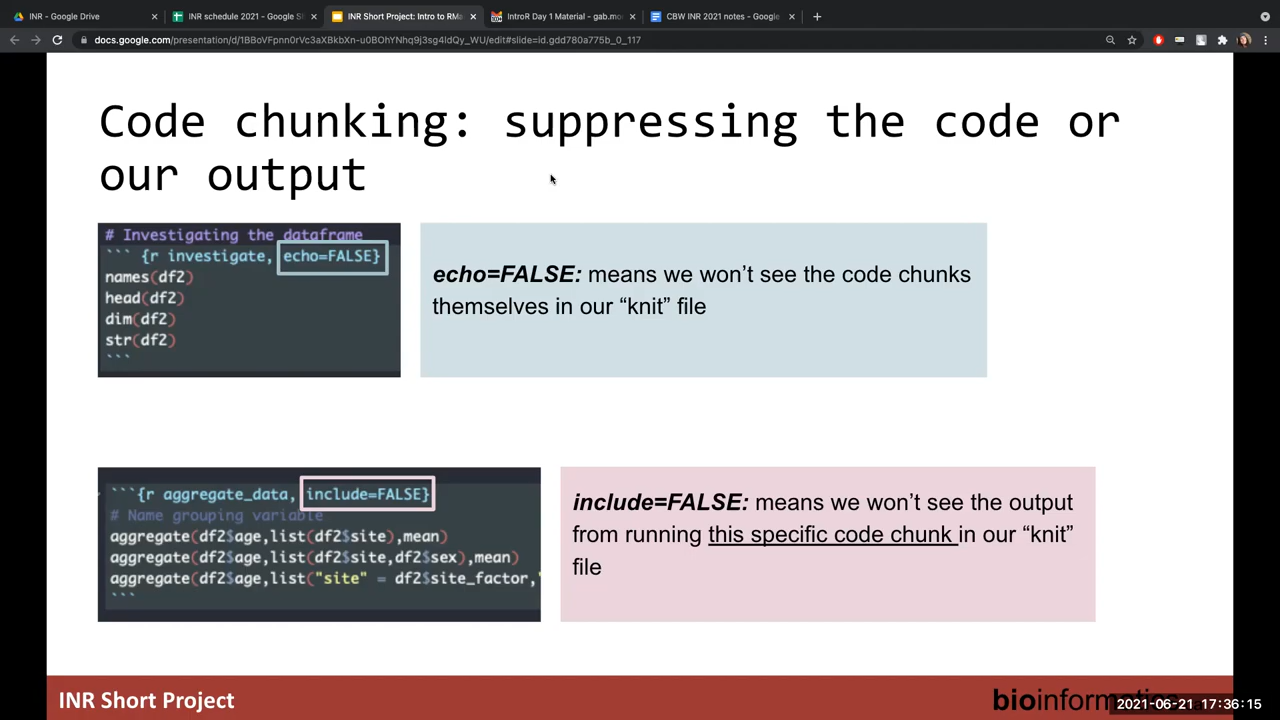 INR - Google Drive
INR schedule 2021 - Google S
INR Short Project: Intro to RMa
IntroR Day 1 Material - gab.mo
CBW INR 2021 notes - Google
docs.google.com/presentation/d/1BBoVFpnn0rVc3aXBkbXn-u0BOhYNhq9j3sg4ldQy_WU/edit#slide=id.gdd780a775b_0_117
Code chunking: suppressing the code or
our output
# Investigating the dataframe
``` {r investigate, echo=FALSE}
names(df2)
head(df2)
dim(df2)
str(df2)
```
echo=FALSE: means we won’t see the code chunks
themselves in our “knit” file
```{r aggregate_data, include=FALSE}
# Name grouping variable
aggregate(df2$age,list(df2$site),mean)
aggregate(df2$age,list(df2$site,df2$sex),mean)
aggregate(df2$age,list("site" = df2$site_factor,"
```
include=FALSE: means we won’t see the output
from running this specific code chunk in our “knit”
file
INR Short Project
bioinformatics
2021-06-21 17:36:15